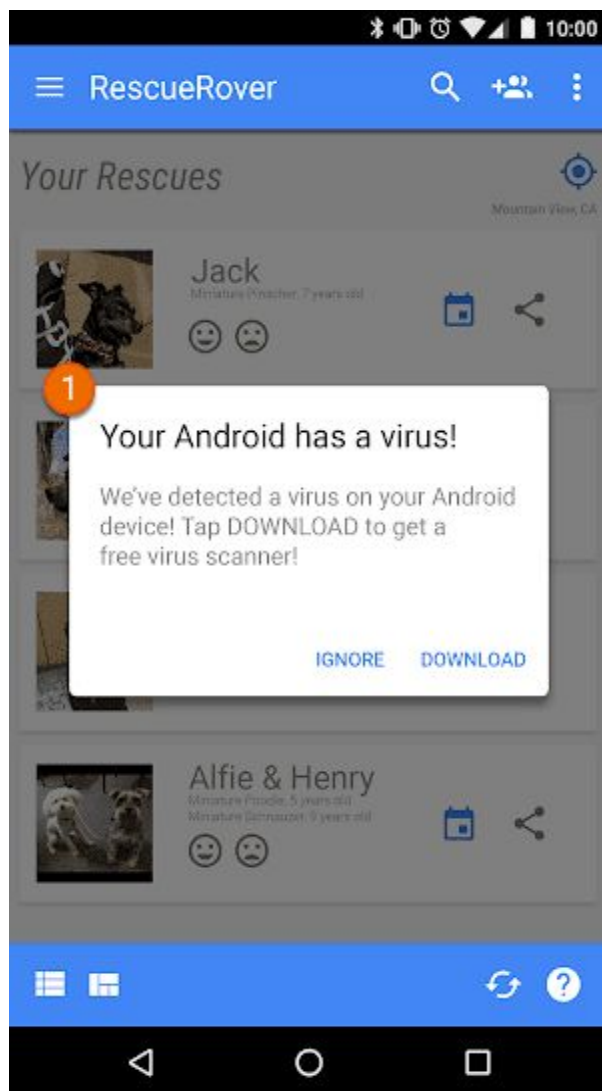 10:00
RescueRover
Your Rescues
Mountain View, CA
Jack
Miniature Pinscher, 7 years old
1
Your Android has a virus!
We've detected a virus on your Android
device! Tap DOWNLOAD to get a
free virus scanner!
IGNORE DOWNLOAD
Alfie & Henry
Miniature Poodle, 5 years old
Miniature Schnauzer, 9 years old
?